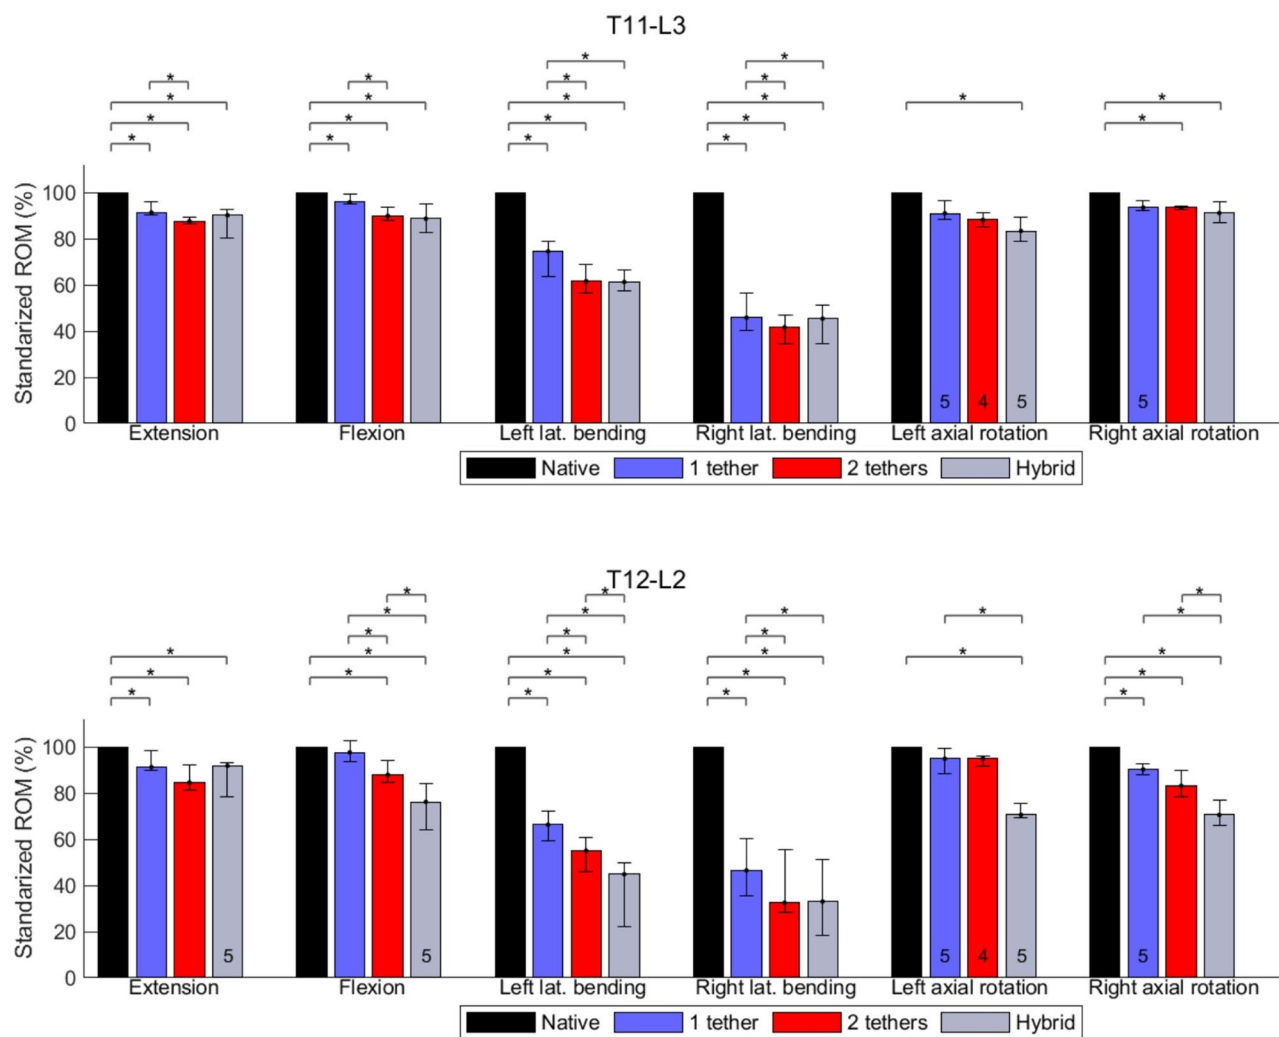 T11-L3
* * * * * * * * * * * * * * * * * * * * *
Standarized ROM (%)
100
80
60
40
20
0
5 4 5 5
Extension Flexion Left lat. bending Right lat. bending Left axial rotation Right axial rotation
Native 1 tether 2 tethers Hybrid
T12-L2
* * * * * * * * * * * * * * * * * * * * * * * * *
Standarized ROM (%)
100
80
60
40
20
0
5 5 5 4 5 5
Extension Flexion Left lat. bending Right lat. bending Left axial rotation Right axial rotation
Native 1 tether 2 tethers Hybrid